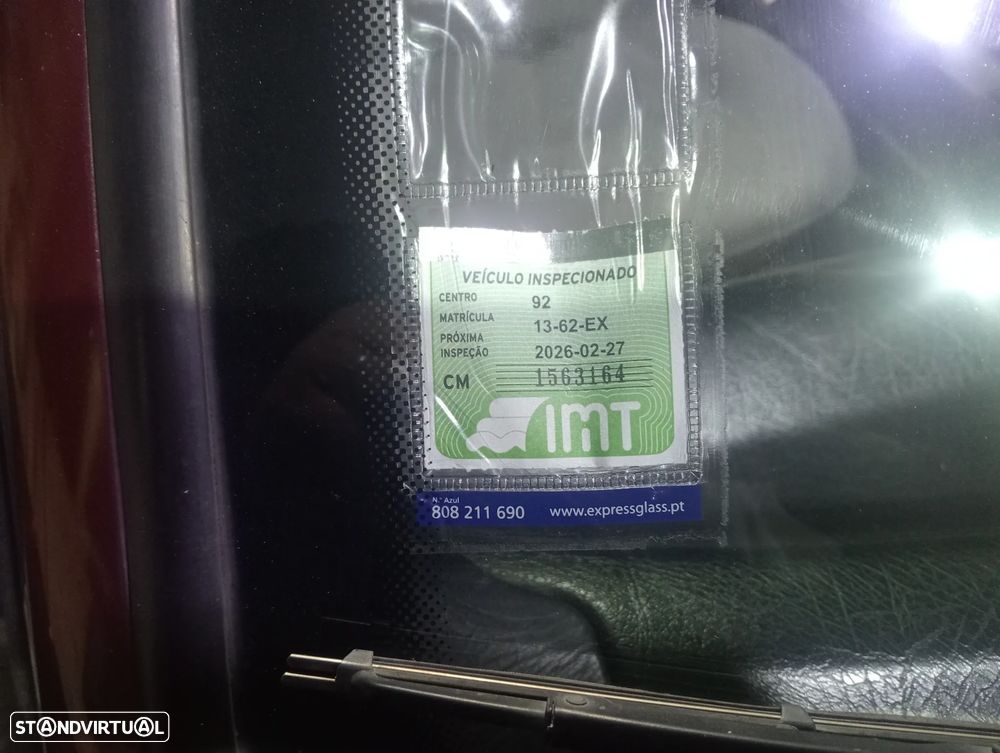 VEÍCULO INSPECIONADO
CENTRO 92
MATRÍCULA 13-62-EX
PRÓXIMA
INSPEÇÃO 2026-02-27
CM 1563164
IMT
N.º Azul
808 211 690 www.expressglass.pt
STANDVIRTUAL